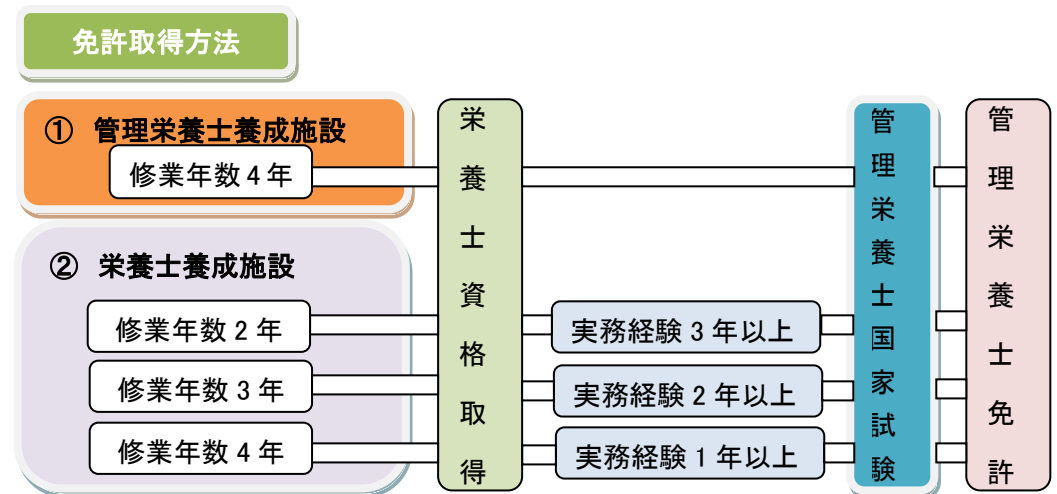 免許取得方法
① 管理栄養士養成施設
修業年数４年
② 栄養士養成施設
修業年数２年
修業年数３年
修業年数４年
栄養士資格取得
実務経験３年以上
実務経験２年以上
実務経験１年以上
管理栄養士国家試験
管理栄養士免許